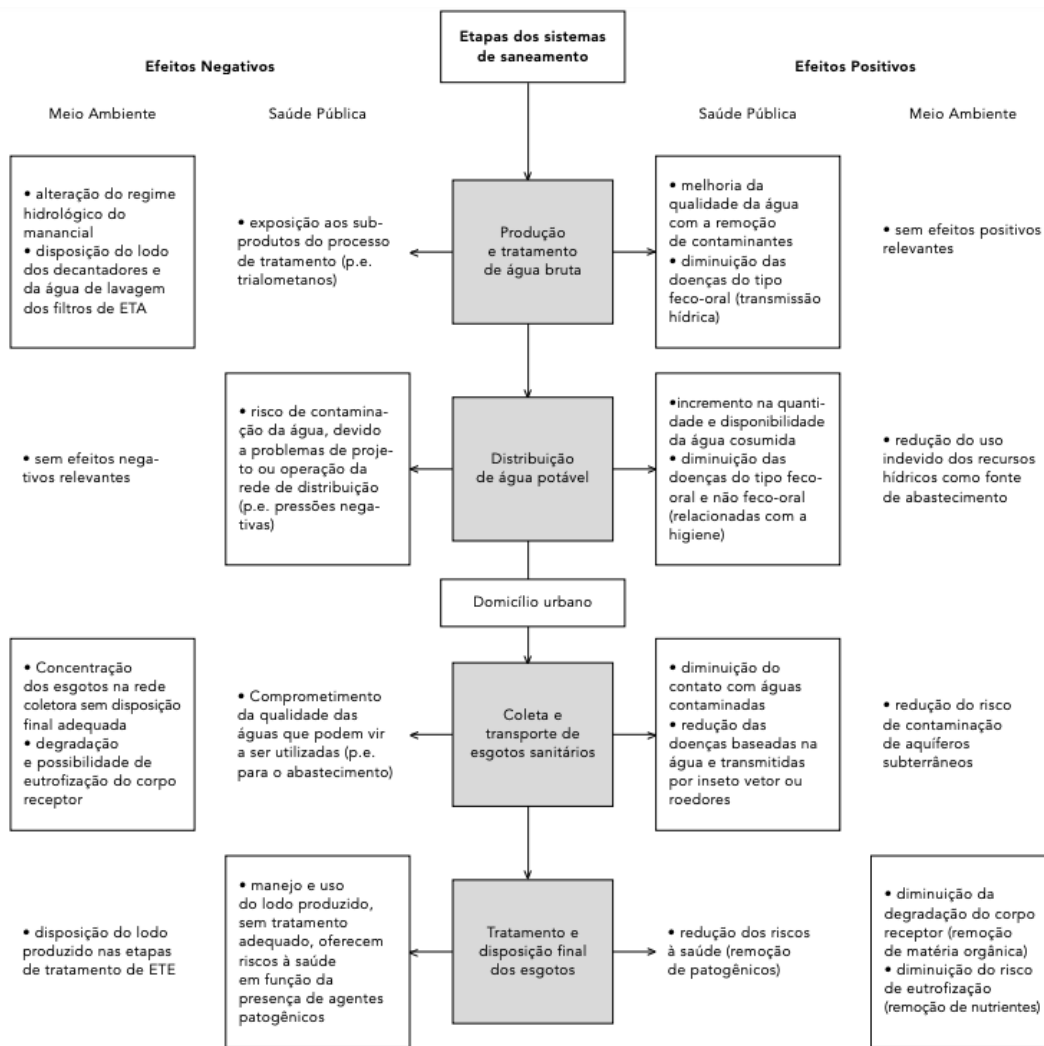 Etapas dos sistemas
de saneamento
Efeitos Negativos
Efeitos Positivos
Meio Ambiente
Saúde Pública
Saúde Pública
Meio Ambiente
• alteração do regime
hidrológico do
manancial
• disposição do lodo
dos decantadores e
da água de lavagem
dos filtros de ETA
• exposição aos sub-
produtos do processo
de tratamento (p.e.
trialometanos)
Produção
e tratamento
de água bruta
• melhoria da
qualidade da água
com a remoção
de contaminantes
• diminuição das
doenças do tipo
feco-oral (transmissão
hídrica)
• sem efeitos positivos
relevantes
• sem efeitos nega-
tivos relevantes
• risco de contamina-
ção da água, devido
a problemas de proje-
to ou operação da
rede de distribuição
(p.e. pressões nega-
tivas)
Distribuição
de água potável
•incremento na quanti-
dade e disponibilidade
da água cosumida
• diminuição das
doenças do tipo feco-
oral e não feco-oral
(relacionadas com a
higiene)
• redução do uso
indevido dos recursos
hídricos como fonte
de abastecimento
Domicílio urbano
• Concentração
dos esgotos na rede
coletora sem disposição
final adequada
• degradação
e possibilidade de
eutrofização do corpo
receptor
• Comprometimento
da qualidade das
águas que podem vir
a ser utilizadas (p.e.
para o abastecimento)
Coleta e
transporte de
esgotos sanitários
• diminuição do
contato com águas
contaminadas
• redução das
doenças baseadas na
água e transmitidas
por inseto vetor ou
roedores
• redução do risco
de contaminação
de aquíferos
subterrâneos
• disposição do lodo
produzido nas etapas
de tratamento de ETE
• manejo e uso
do lodo produzido,
sem tratamento
adequado, oferecem
riscos à saúde
em função da
presença de agentes
patogênicos
Tratamento e
disposição final
dos esgotos
• redução dos riscos
à saúde (remoção
de patogênicos)
• diminuição da
degradação do corpo
receptor (remoção
de matéria orgânica)
• diminuição do risco
de eutrofização
(remoção de nutrientes)